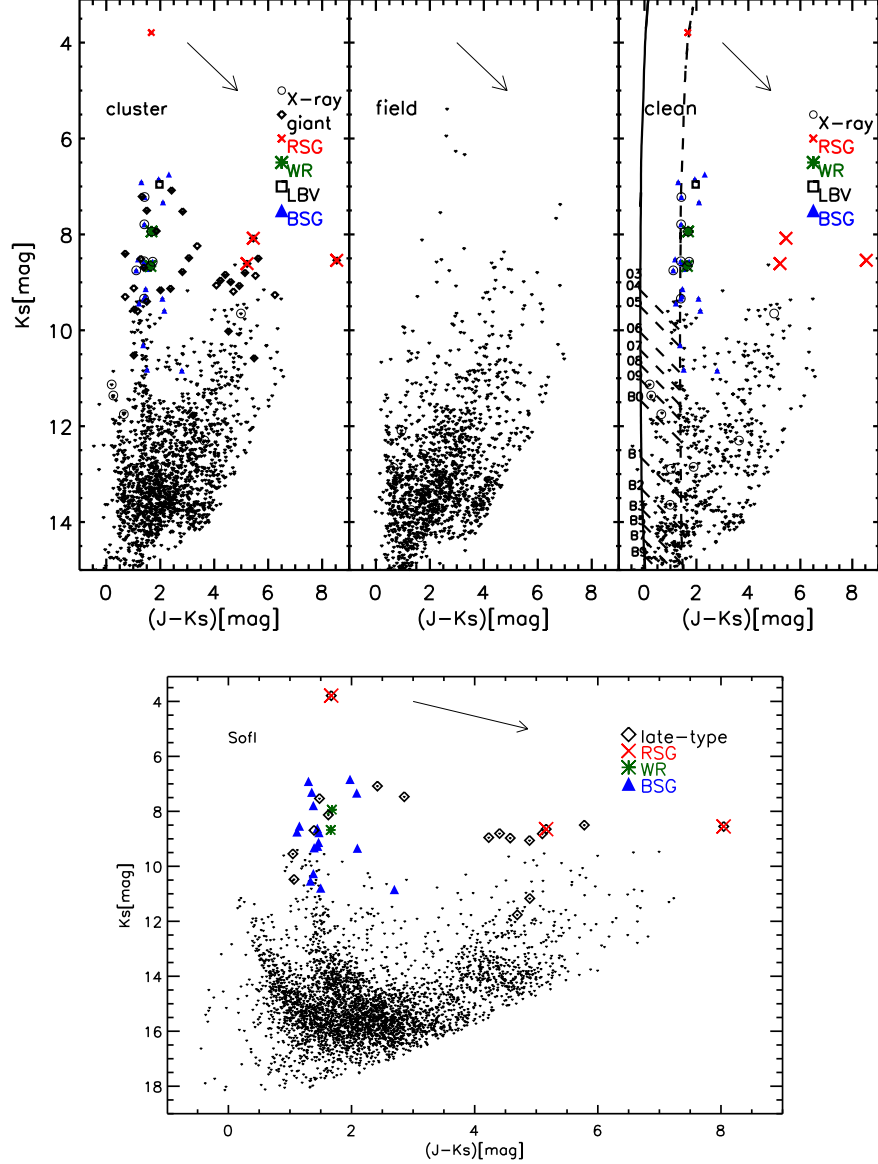 cluster
X-ray
giant
RSG
WR
LBV
BSG
field
clean
X-ray
RSG
WR
LBV
BSG
O3
O4
O5
O6
O7
O8
O9
B0
B1
B2
B3
B5
B7
B9
4
6
8
10
12
14
Ks[mag]
0 2 4 6 8
0 2 4 6 8
0 2 4 6 8
(J-Ks)[mag]
(J-Ks)[mag]
(J-Ks)[mag]
SofI
late-type
RSG
WR
BSG
4
6
8
10
12
14
16
18
Ks[mag]
0 2 4 6 8
(J-Ks)[mag]